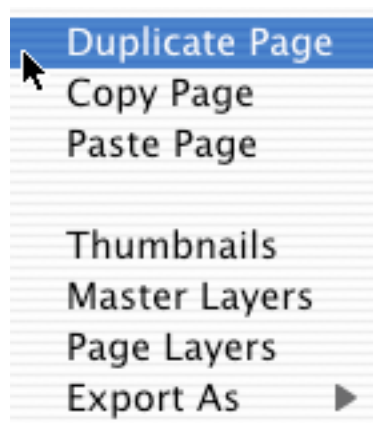 Duplicate Page
Copy Page
Paste Page
Thumbnails
Master Layers
Page Layers
Export As